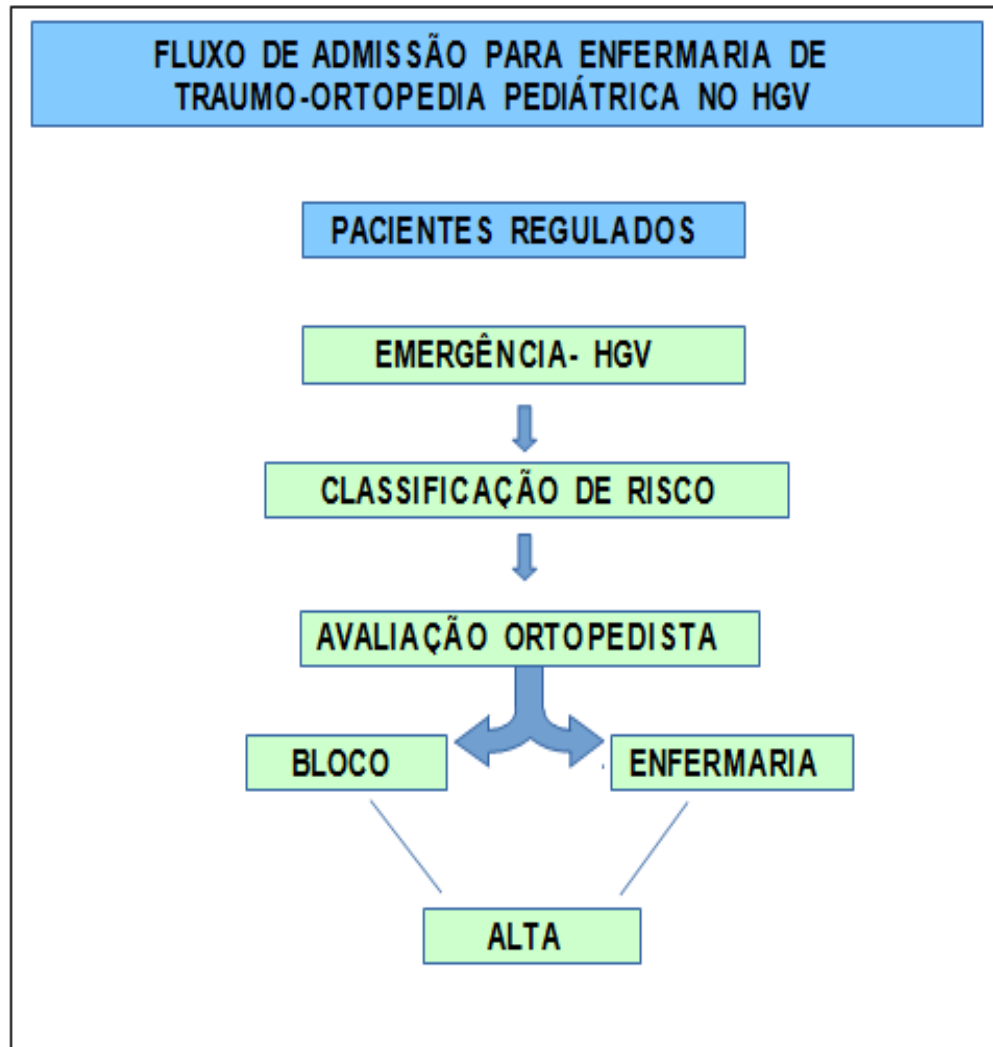 FLUXO DE ADMISSÃO PARA ENFERMARIA DE
TRAUMO-ORTOPEDIA PEDIÁTRICA NO HGV
PACIENTES REGULADOS
EMERGÊNCIA- HGV
CLASSIFICAÇÃO DE RISCO
AVALIAÇÃO ORTOPEDISTA
BLOCO
ENFERMARIA
ALTA